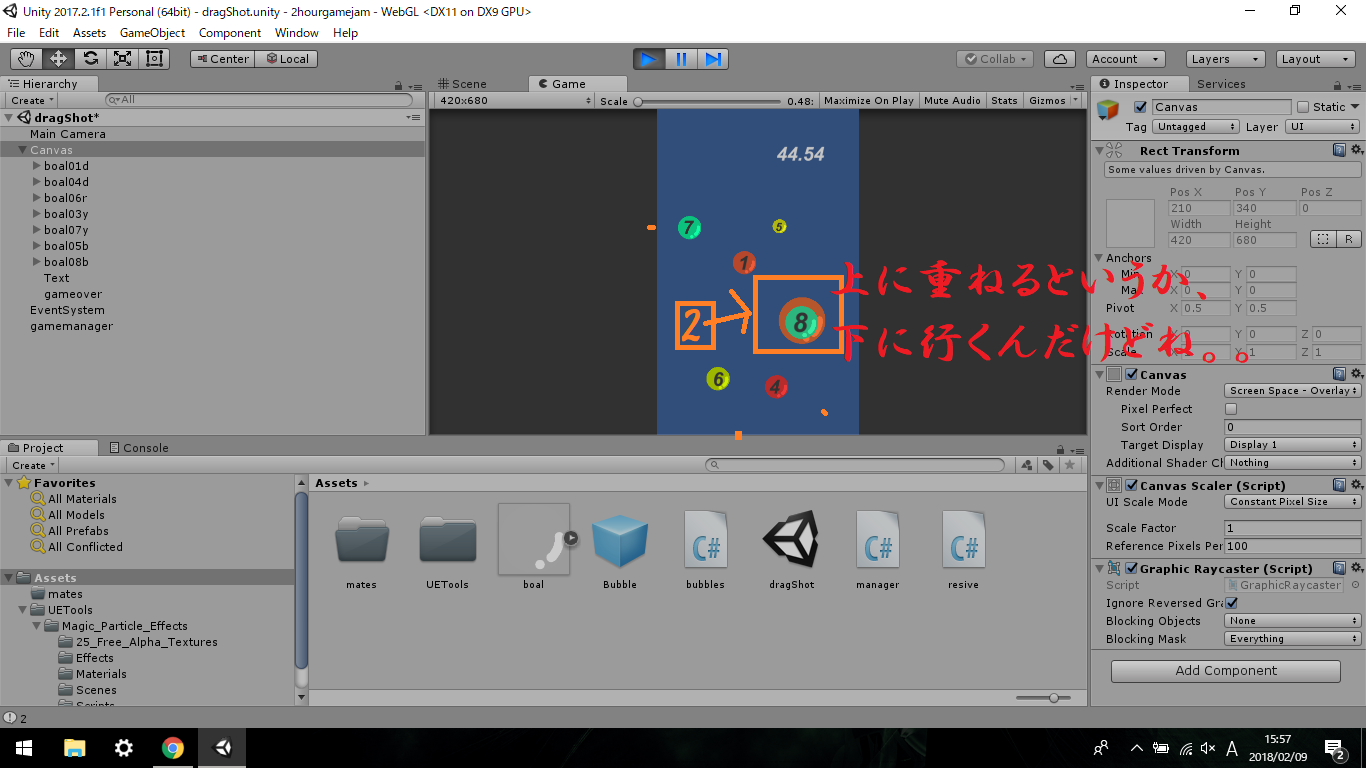 Unity 2017.2.1f1 Personal (64bit) - dragShot.unity - 2hourgamejam - WebGL <DX11 on DX9 GPU>
File Edit Assets GameObject Component Window Help
Center Local Collab Account Layers Layout
Hierarchy
Create All
dragShot*
Main Camera
Canvas
boal01d
boal04d
boal06r
boal03y
boal07y
boal05b
boal08b
Text
gameover
EventSystem
gamemanager
Scene Game
420x680 Scale 0.48: Maximize On Play Mute Audio Stats Gizmos
44.54
7 5
1
2 8
6 4
上に重ねるというか、
下に行くんだけどね。。
Inspector Services
Canvas Static
Tag Untagged Layer UI
Rect Transform
Some values driven by Canvas.
Pos X Pos Y Pos Z
210 340 0
Width Height
420 680
R
Anchors
Min X 0 Y 0
Max X 0 Y 0
Pivot X 0.5 Y 0.5
Rotation Y 0 Z 0
Scale Y 1 Z 1
Canvas
Render Mode Screen Space - Overlay
Pixel Perfect
Sort Order 0
Target Display Display 1
Additional Shader Ch Nothing
Canvas Scaler (Script)
UI Scale Mode Constant Pixel Size
Scale Factor 1
Reference Pixels Per 100
Graphic Raycaster (Script)
Script GraphicRaycaster
Ignore Reversed Gra
Blocking Objects None
Blocking Mask Everything
Add Component
Project Console
Create
Favorites
All Materials
All Models
All Prefabs
All Conflicted
Assets
mates
UETools
Magic_Particle_Effects
25_Free_Alpha_Textures
Effects
Materials
Scenes
Scripts
Assets
C# C# C#
mates UETools boal Bubble bubbles dragShot manager resive
2
A 15:57
2018/02/09
2